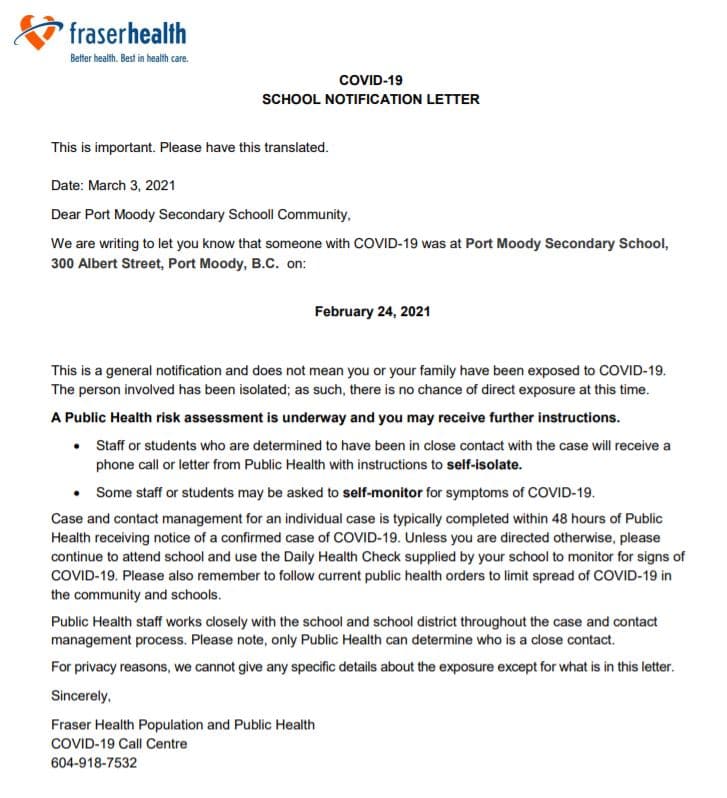 fraserhealth
Better health. Best in health care.
COVID-19
SCHOOL NOTIFICATION LETTER
This is important. Please have this translated.
Date: March 3, 2021
Dear Port Moody Secondary Schooll Community,
We are writing to let you know that someone with COVID-19 was at Port Moody Secondary School,
300 Albert Street, Port Moody, B.C. on:
February 24, 2021
This is a general notification and does not mean you or your family have been exposed to COVID-19.
The person involved has been isolated; as such, there is no chance of direct exposure at this time.
A Public Health risk assessment is underway and you may receive further instructions.
• Staff or students who are determined to have been in close contact with the case will receive a
phone call or letter from Public Health with instructions to self-isolate.
• Some staff or students may be asked to self-monitor for symptoms of COVID-19.
Case and contact management for an individual case is typically completed within 48 hours of Public
Health receiving notice of a confirmed case of COVID-19. Unless you are directed otherwise, please
continue to attend school and use the Daily Health Check supplied by your school to monitor for signs of
COVID-19. Please also remember to follow current public health orders to limit spread of COVID-19 in
the community and schools.
Public Health staff works closely with the school and school district throughout the case and contact
management process. Please note, only Public Health can determine who is a close contact.
For privacy reasons, we cannot give any specific details about the exposure except for what is in this letter.
Sincerely,
Fraser Health Population and Public Health
COVID-19 Call Centre
604-918-7532